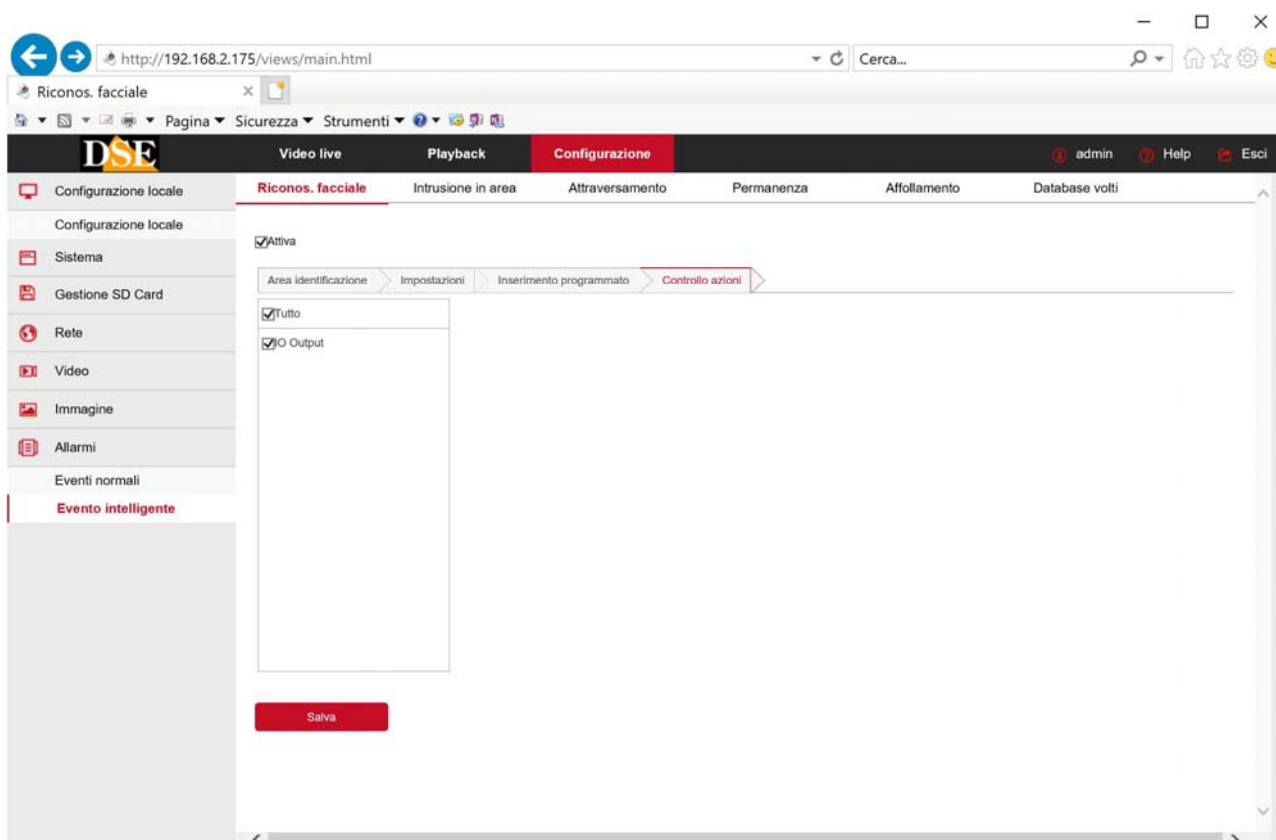 http://192.168.2.175/views/main.html
Cerca...
Riconos. facciale
Pagina Sicurezza Strumenti
DSE
Video live Playback Configurazione admin Help Esci
Configurazione locale
Configurazione locale
Sistema
Gestione SD Card
Rete
Video
Immagine
Allarmi
Eventi normali
Evento intelligente
Riconos. facciale Intrusione in area Attraversamento Permanenza Affollamento Database volti
Attiva
Area identificazione Impostazioni Inserimento programmato Controllo azioni
Tutto
IO Output
Salva